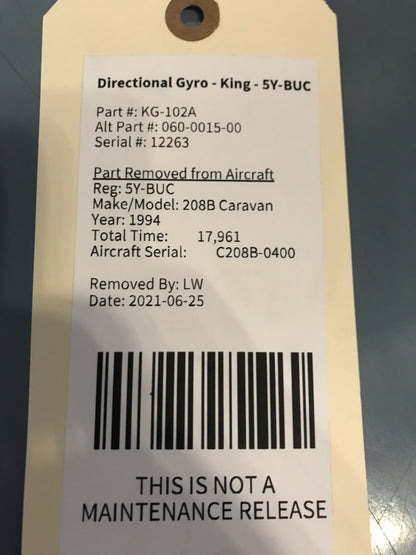 Directional Gyro - King - 5Y-BUC
Part #: KG-102A
Alt Part #: 060-0015-00
Serial #: 12263
Part Removed from Aircraft
Reg: 5Y-BUC
Make/Model: 208B Caravan
Year: 1994
Total Time: 17,961
Aircraft Serial: C208B-0400
Removed By: LW
Date: 2021-06-25
THIS IS NOT A
MAINTENANCE RELEASE